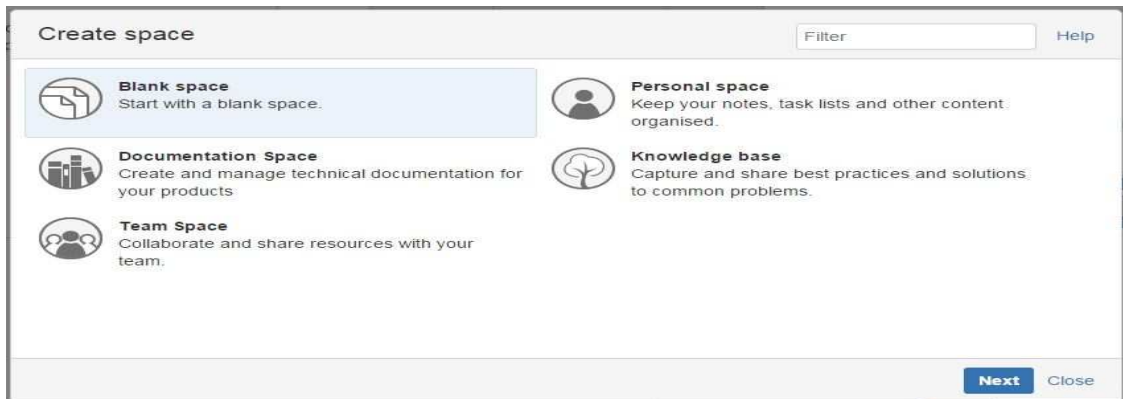 Create space
Filter
Help
Blank space
Start with a blank space.
Personal space
Keep your notes, task lists and other content
organised.
Documentation Space
Create and manage technical documentation for
your products
Knowledge base
Capture and share best practices and solutions
to common problems.
Team Space
Collaborate and share resources with your
team.
Next
Close